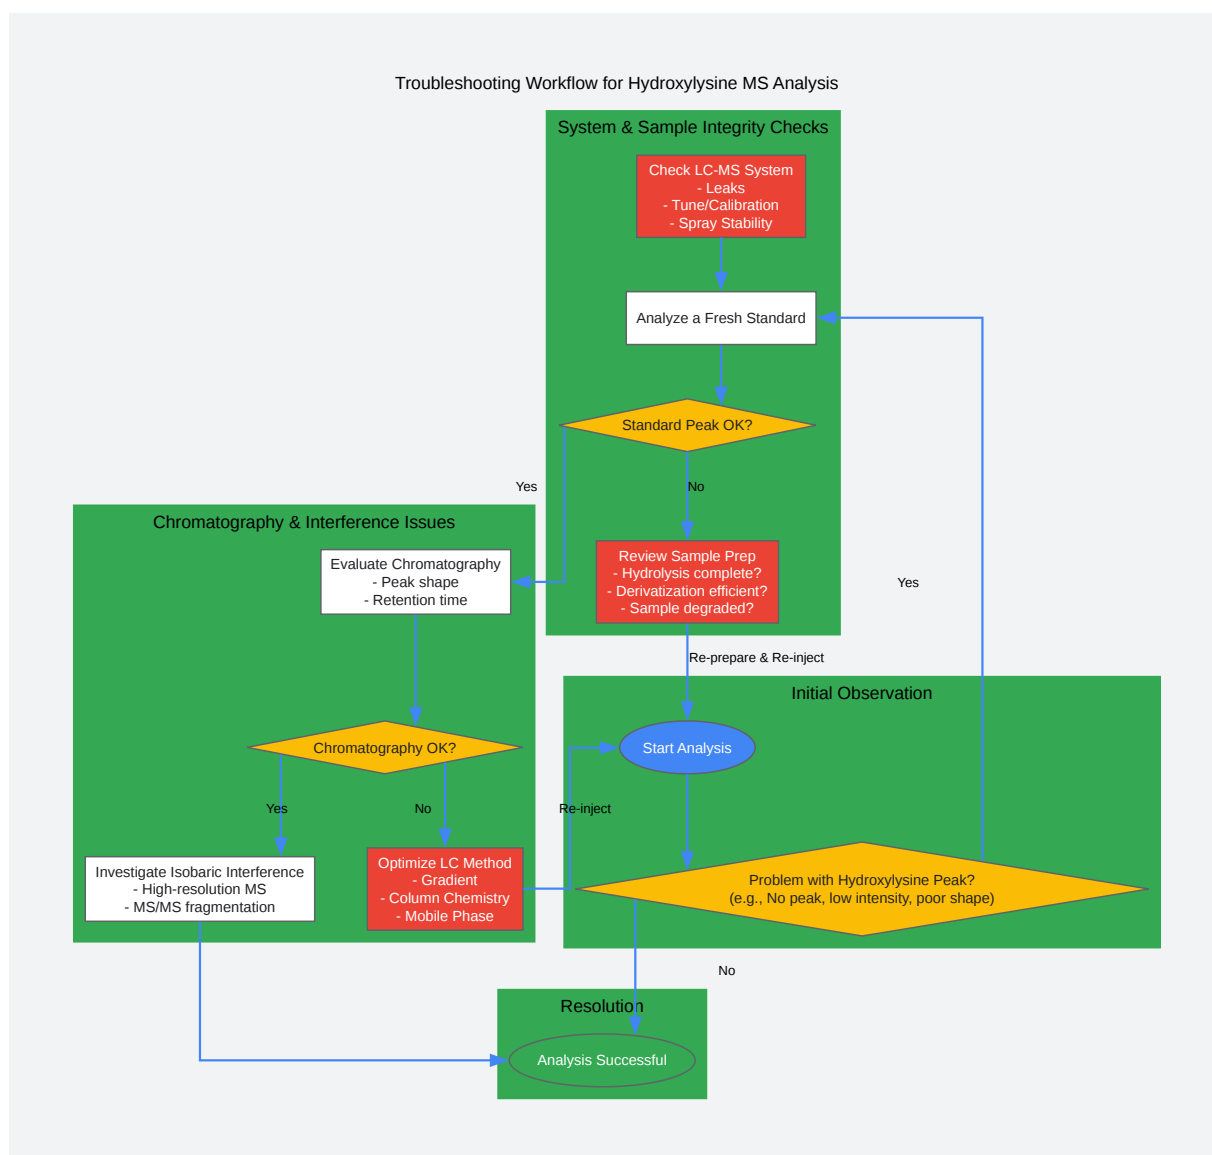 Troubleshooting Workflow for Hydroxylysine MS Analysis
System & Sample Integrity Checks
Check LC-MS System
- Leaks
- Tune/Calibration
- Spray Stability
Analyze a Fresh Standard
Standard Peak OK?
Yes
No
Review Sample Prep
- Hydrolysis complete?
- Derivatization efficient?
- Sample degraded?
Re-prepare & Re-inject
Yes
Chromatography & Interference Issues
Evaluate Chromatography
- Peak shape
- Retention time
Chromatography OK?
Yes
No
Investigate Isobaric Interference
- High-resolution MS
- MS/MS fragmentation
Optimize LC Method
- Gradient
- Column Chemistry
- Mobile Phase
Re-inject
Initial Observation
Start Analysis
Problem with Hydroxylysine Peak?
(e.g., No peak, low intensity, poor shape)
No
Resolution
Analysis Successful